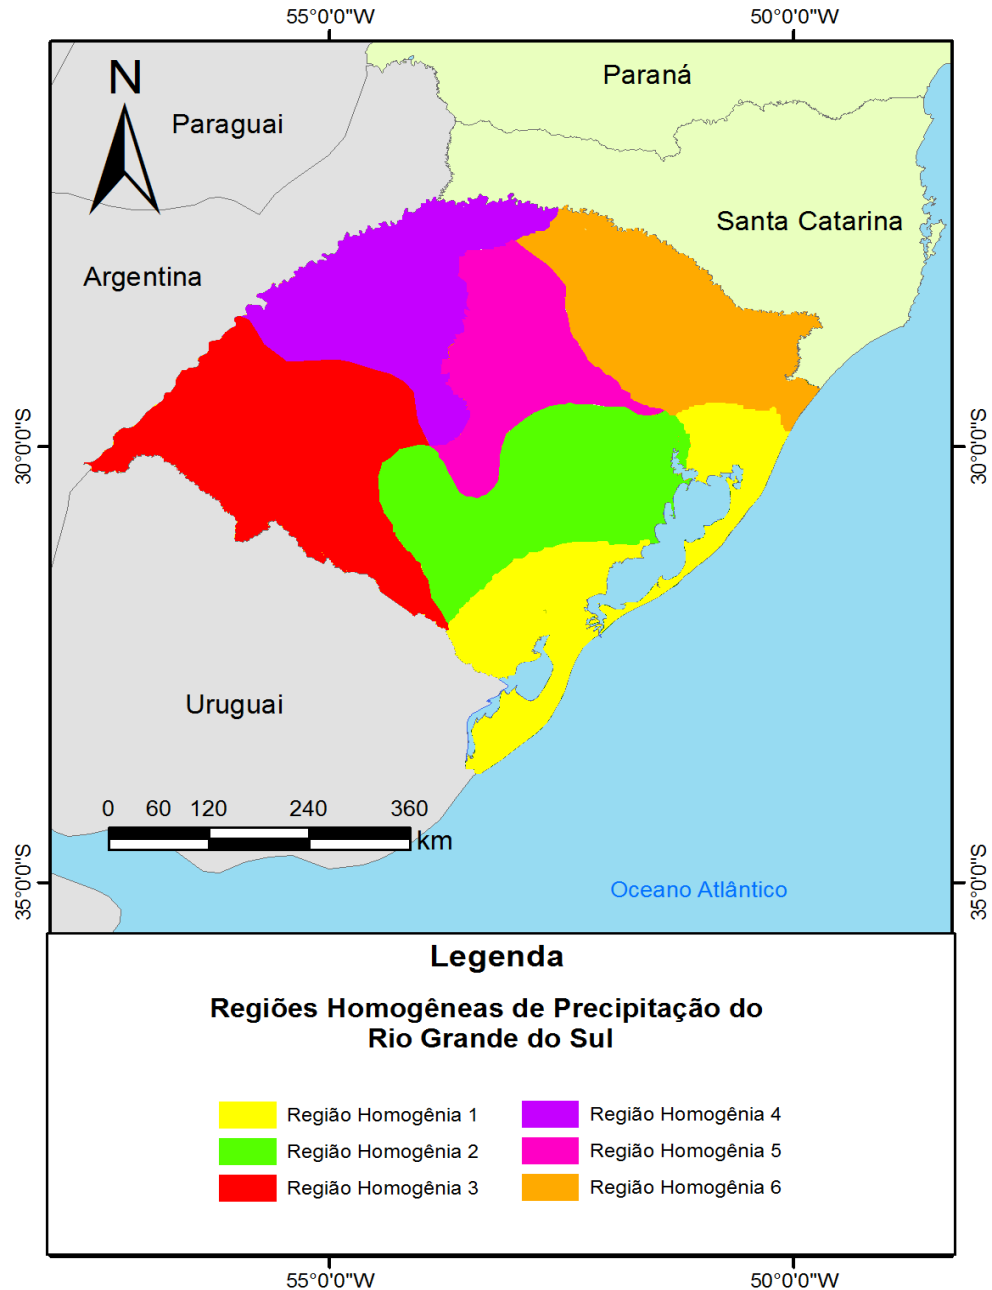 55°0'0"W 50°0'0"W
N
Paraná
Paraguai
Santa Catarina
Argentina
30°0'0"S 30°0'0"S
Uruguai
0 60 120 240 360
km
35°0'0"S 35°0'0"S
Oceano Atlântico
Legenda
Regiões Homogêneas de Precipitação do
Rio Grande do Sul
Região Homogênia 1 Região Homogênia 4
Região Homogênia 2 Região Homogênia 5
Região Homogênia 3 Região Homogênia 6
55°0'0"W 50°0'0"W